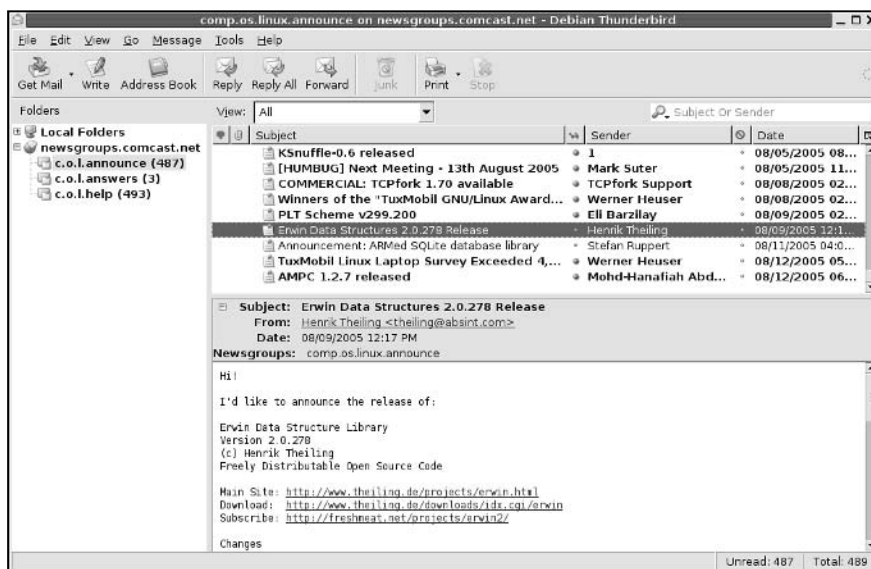 comp.os.linux.announce on newsgroups.comcast.net - Debian Thunderbird
File Edit View Go Message Tools Help
Get Mail Write Address Book Reply Reply All Forward Junk Print Stop
Folders
View: All
Subject Or Sender
Local Folders
newsgroups.comcast.net
c.o.l.announce (487)
c.o.l.answers (3)
c.o.l.help (493)
Subject Sender Date
KSnuffle-0.6 released 1 08/05/2005 08...
[HUMBUG] Next Meeting - 13th August 2005 Mark Suter 08/05/2005 11...
COMMERCIAL: TCPfork 1.70 available TCPfork Support 08/08/2005 02...
Winners of the "TuxMobil GNU/Linux Award... Werner Heuser 08/08/2005 02...
PLT Scheme v299.200 Eli Barzilay 08/09/2005 02...
Erwin Data Structures 2.0.278 Release Henrik Theiling 08/09/2005 12:1...
Announcement: ARMed SQLite database library Stefan Ruppert 08/11/2005 04:0...
TuxMobil Linux Laptop Survey Exceeded 4,... Werner Heuser 08/12/2005 05...
AMPC 1.2.7 released Mohd-Hanafiah Abd... 08/12/2005 06...
Subject: Erwin Data Structures 2.0.278 Release
From: Henrik Theiling <theiling@absint.com>
Date: 08/09/2005 12:17 PM
Newsgroups: comp.os.linux.announce
Hi!
I'd like to announce the release of:
Erwin Data Structure Library
Version 2.0.278
(c) Henrik Theiling
Freely Distributable Open Source Code
Main Site: http://www.theiling.de/projects/erwin.html
Download: http://www.theiling.de/downloads/idx.cgi/erwin
Subscribe: http://freshmeat.net/projects/erwin2/
Changes
Unread: 487 Total: 489